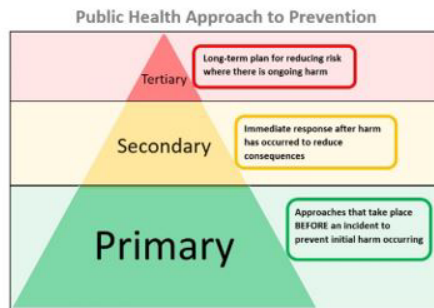 Public Health Approach to Prevention
Long-term plan for reducing risk
where there is ongoing harm
Tertiary
Immediate response after harm
has occurred to reduce
consequences
Secondary
Approaches that take place
BEFORE an incident to
prevent initial harm occurring
Primary